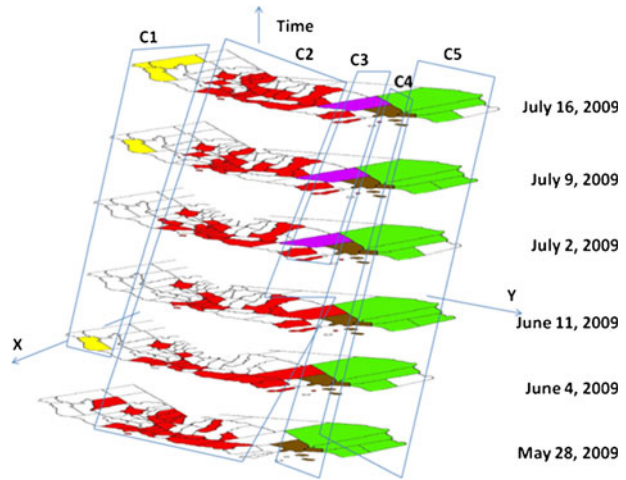 C1
Time
C2
C3
C4
C5
July 16, 2009
July 9, 2009
July 2, 2009
Y
June 11, 2009
X
June 4, 2009
May 28, 2009